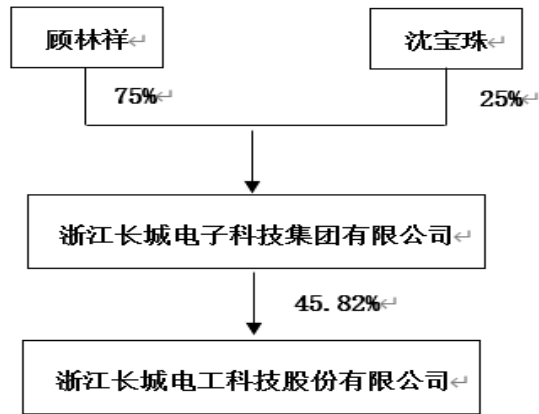 顾林祥
沈宝珠
75%
25%
浙江长城电子科技集团有限公司
45.82%
浙江长城电工科技股份有限公司